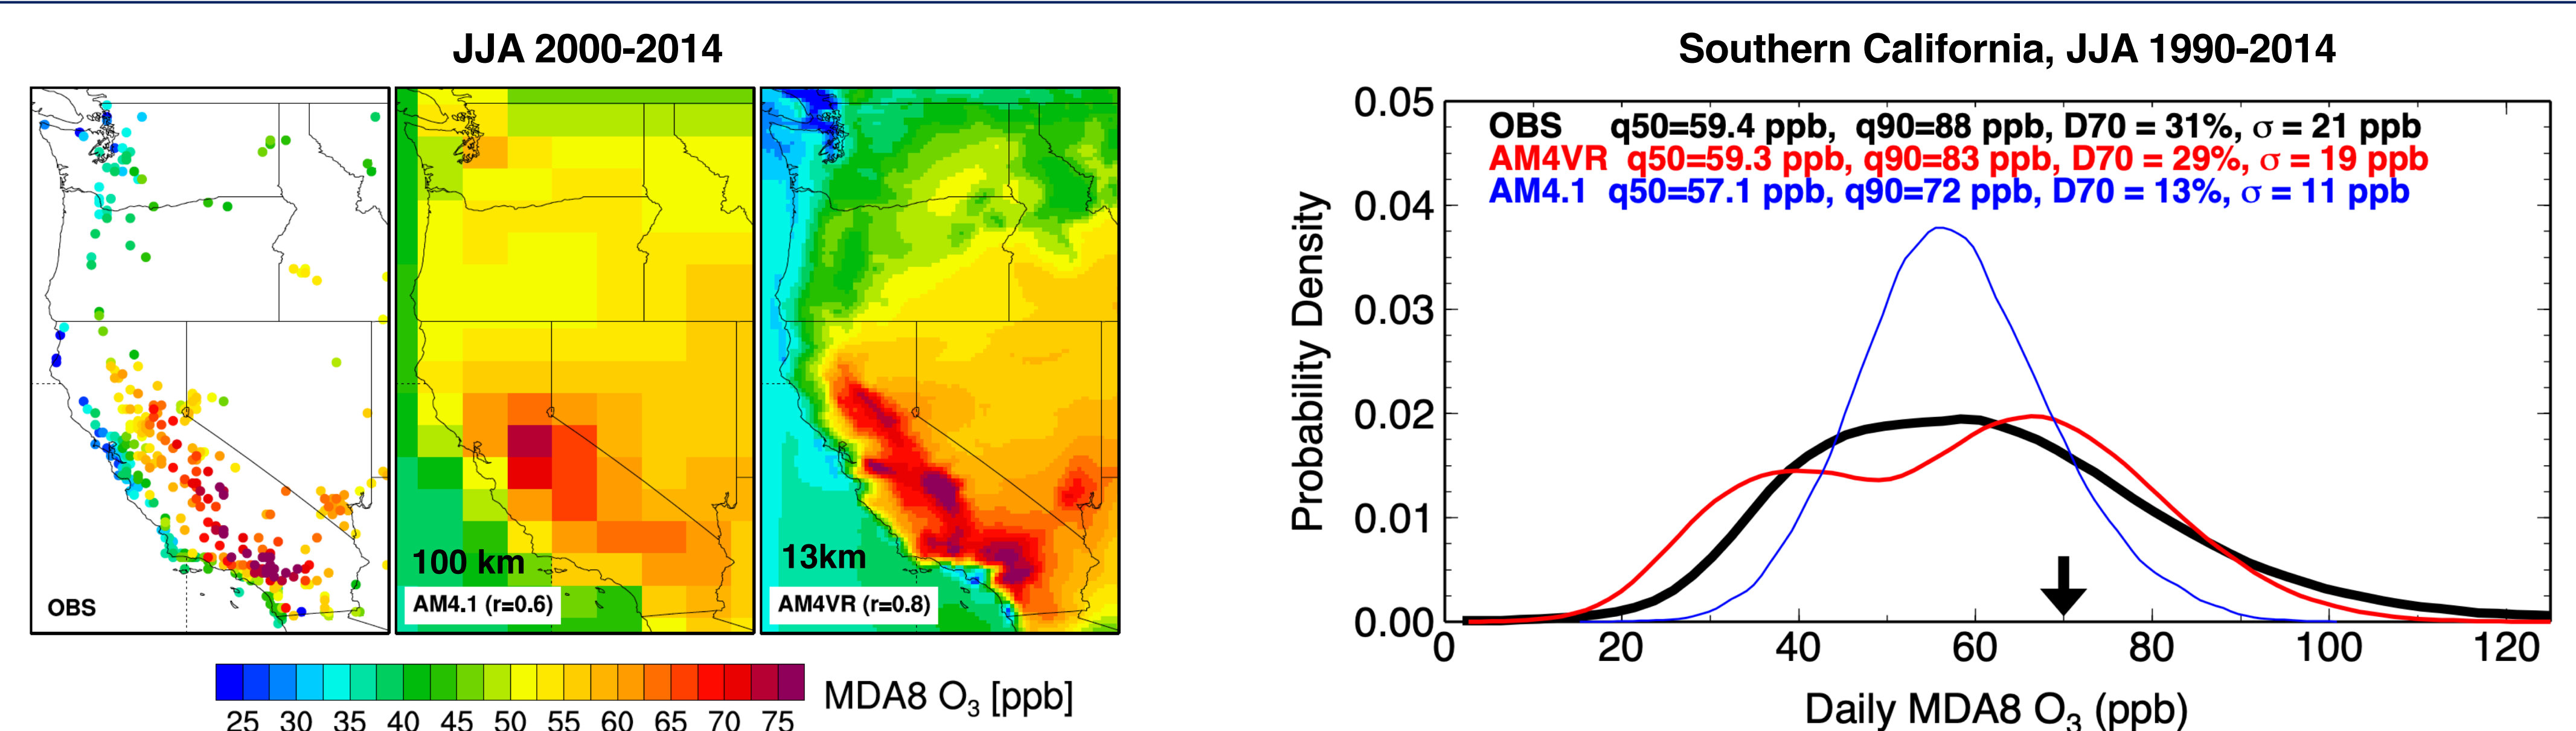 JJA 2000-2014
OBS
100 km
AM4.1 (r=0.6)
13km
AM4VR (r=0.8)
25 30 35 40 45 50 55 60 65 70 75
MDA8 O₃ [ppb]
Southern California, JJA 1990-2014
OBS q50=59.4 ppb, q90=88 ppb, D70 = 31%, σ = 21 ppb
AM4VR q50=59.3 ppb, q90=83 ppb, D70 = 29%, σ = 19 ppb
AM4.1 q50=57.1 ppb, q90=72 ppb, D70 = 13%, σ = 11 ppb
Probability Density
0.05
0.04
0.03
0.02
0.01
0.00
0 20 40 60 80 100 120
Daily MDA8 O₃ (ppb)